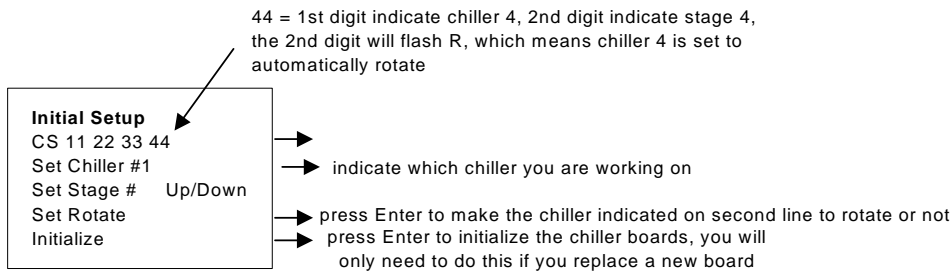 44 = 1st digit indicate chiller 4, 2nd digit indicate stage 4,
the 2nd digit will flash R, which means chiller 4 is set to
automatically rotate
Initial Setup
CS 11 22 33 44
Set Chiller #1
indicate which chiller you are working on
Set Stage # Up/Down
Set Rotate
press Enter to make the chiller indicated on second line to rotate or not
Initialize
press Enter to initialize the chiller boards, you will
only need to do this if you replace a new board